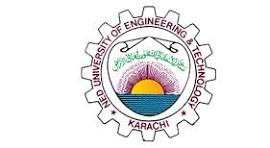 NED UNIVERSITY OF ENGINEERING & TECHNOLOGY
KARACHI